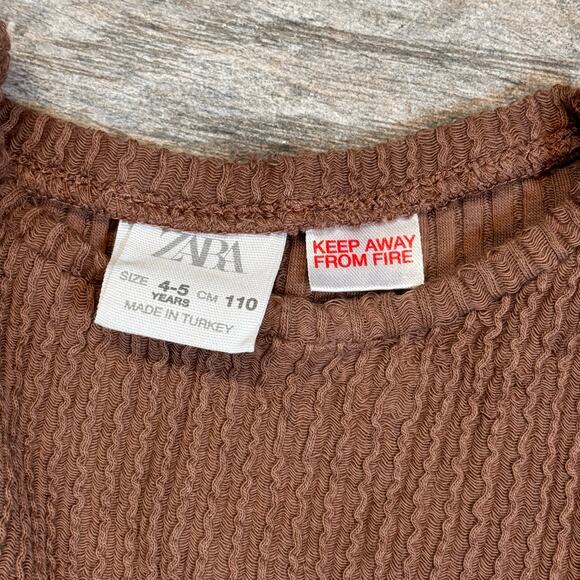 ZARA
SIZE 4-5 YEARS CM 110
MADE IN TURKEY
KEEP AWAY
FROM FIRE